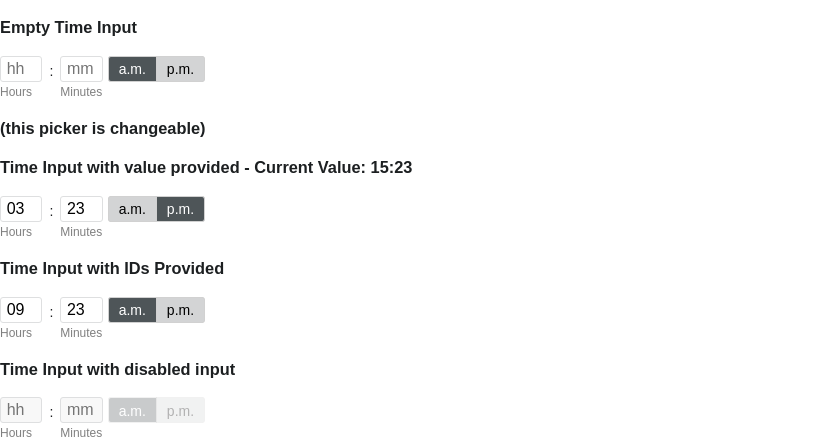 Empty Time Input
hh : mm a.m. p.m.
Hours Minutes
(this picker is changeable)
Time Input with value provided - Current Value: 15:23
03 : 23 a.m. p.m.
Hours Minutes
Time Input with IDs Provided
09 : 23 a.m. p.m.
Hours Minutes
Time Input with disabled input
hh : mm a.m. p.m.
Hours Minutes